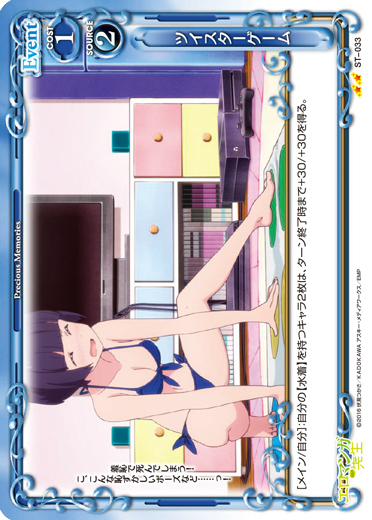 Event
COST
1
SOURCE
2
ツイスターゲーム
ST-033
Precious Memories
こ、こんな恥ずかしいポーズなど……っ!
羞恥で死んでしまう!
[メイン/自分]:自分の【水着】を持つキャラ2枚は、ターン終了時まで+30/+30を得る。
エロマンガ先生
©2016 伏見つかさ/KADOKAWA アスキー・メディアワークス/EMP